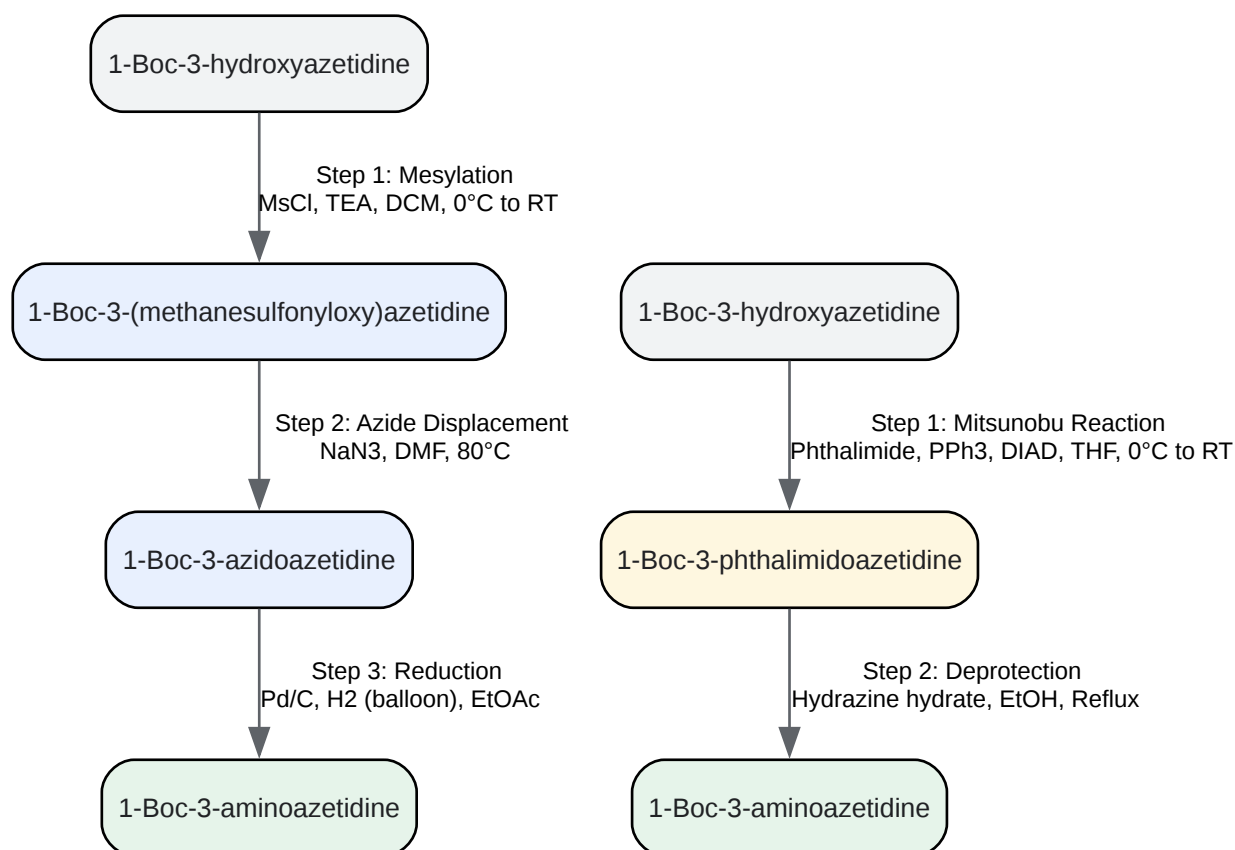 1-Boc-3-hydroxyazetidine
Step 1: Mesylation
MsCl, TEA, DCM, 0°C to RT
1-Boc-3-(methanesulfonyloxy)azetidine
Step 2: Azide Displacement
NaN3, DMF, 80°C
1-Boc-3-azidoazetidine
Step 3: Reduction
Pd/C, H2 (balloon), EtOAc
1-Boc-3-aminoazetidine
1-Boc-3-hydroxyazetidine
Step 1: Mitsunobu Reaction
Phthalimide, PPh3, DIAD, THF, 0°C to RT
1-Boc-3-phthalimidoazetidine
Step 2: Deprotection
Hydrazine hydrate, EtOH, Reflux
1-Boc-3-aminoazetidine